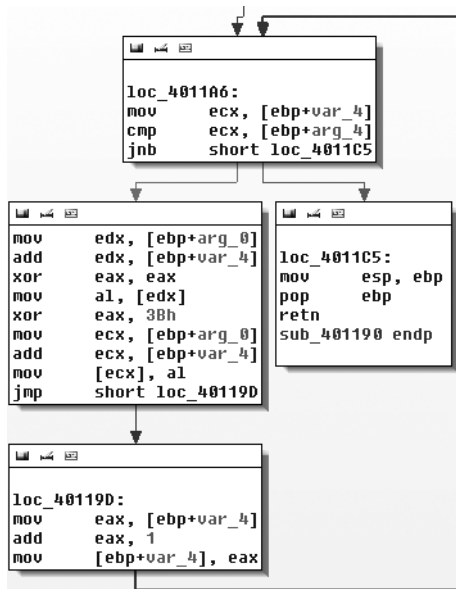 loc_4011A6:
mov ecx, [ebp+var_4]
cmp ecx, [ebp+arg_4]
jnb short loc_4011C5
mov edx, [ebp+arg_0]
add edx, [ebp+var_4]
xor eax, eax
mov al, [edx]
xor eax, 3Bh
mov ecx, [ebp+arg_0]
add ecx, [ebp+var_4]
mov [ecx], al
jmp short loc_40119D
loc_4011C5:
mov esp, ebp
pop ebp
retn
sub_401190 endp
loc_40119D:
mov eax, [ebp+var_4]
add eax, 1
mov [ebp+var_4], eax